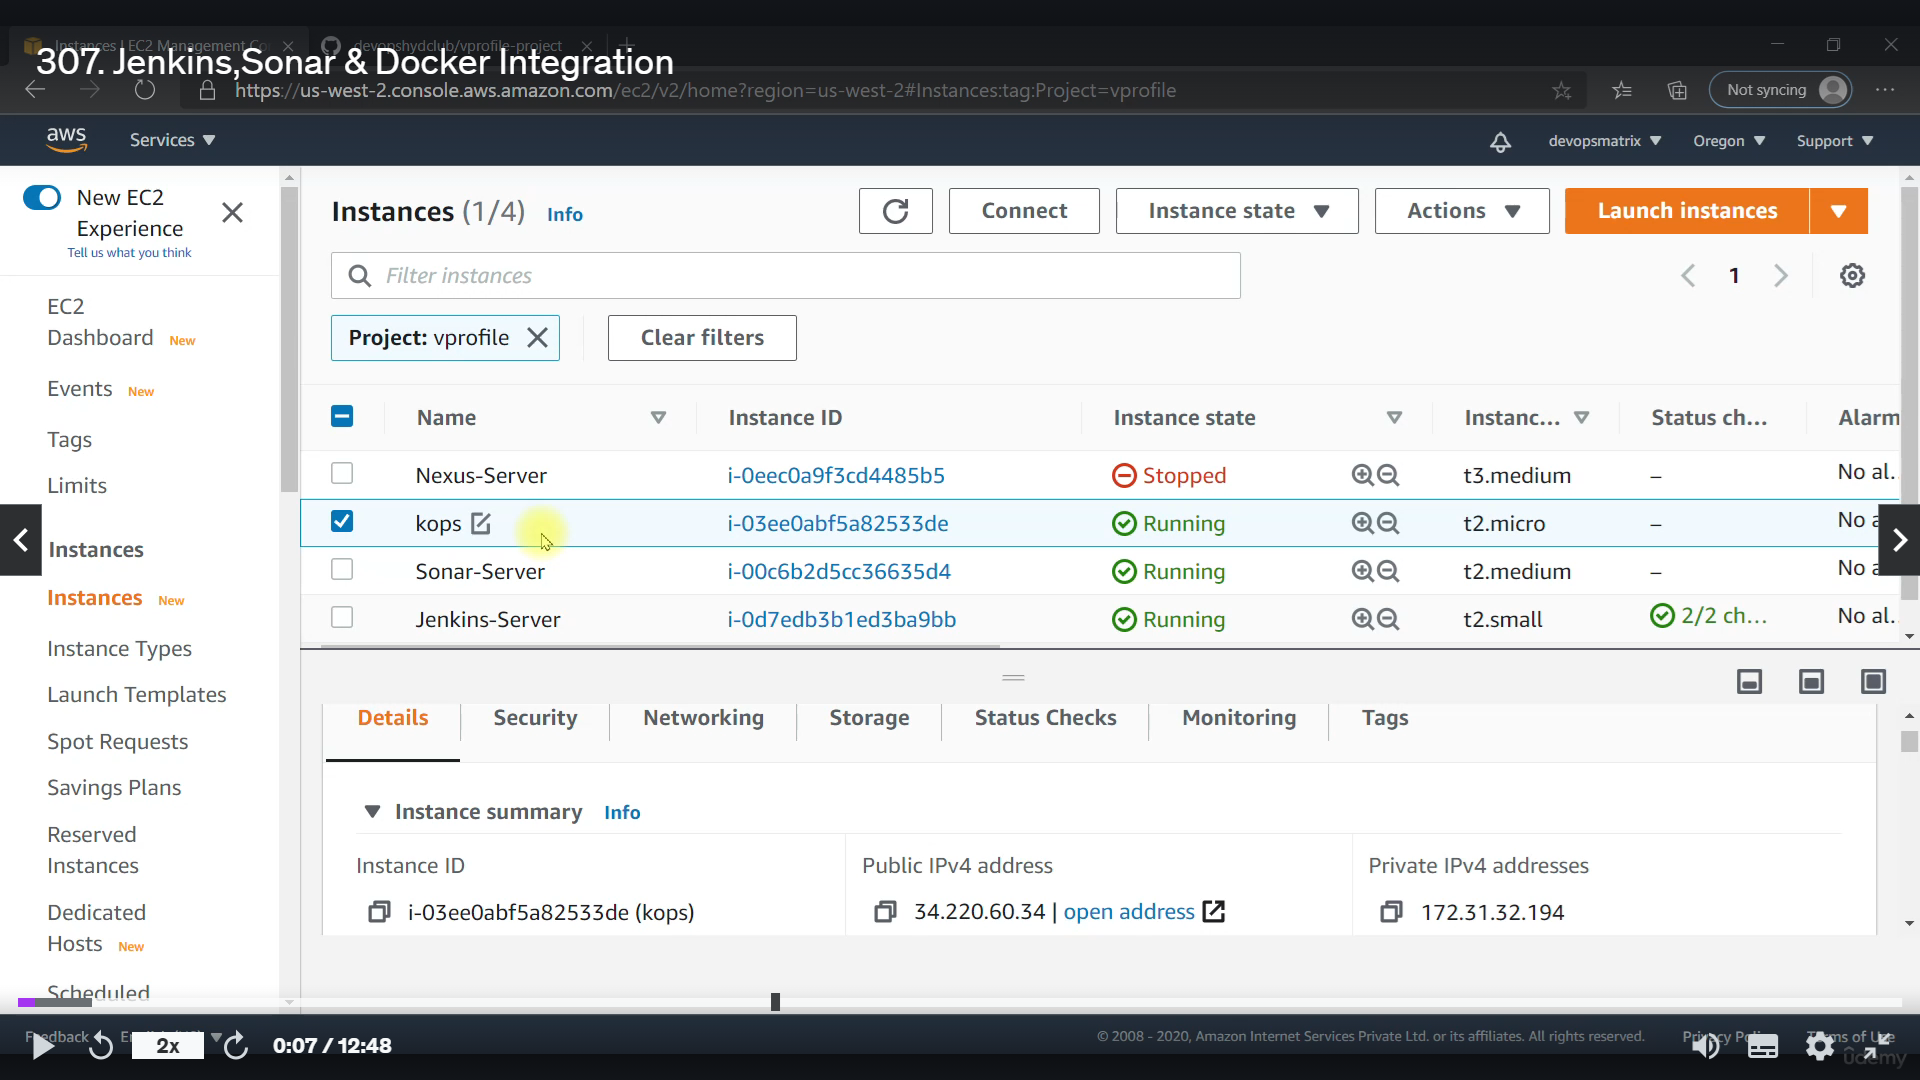 Instances | EC2 Management Co
devopshydclub/vprofile-project
307. Jenkins,Sonar & Docker Integration
https://us-west-2.console.aws.amazon.com/ec2/v2/home?region=us-west-2#Instances:tag:Project=vprofile
Not syncing
aws
Services
devopsmatrix
Oregon
Support
New EC2
Experience
Tell us what you think
EC2
Dashboard New
Events New
Tags
Limits
Instances
Instances New
Instance Types
Launch Templates
Spot Requests
Savings Plans
Reserved
Instances
Dedicated
Hosts New
Scheduled
Instances (1/4) Info
Connect
Instance state
Actions
Launch instances
Filter instances
1
Project: vprofile
Clear filters
Name Instance ID Instance state Instanc... Status ch... Alarm
Nexus-Server i-0eec0a9f3cd4485b5 Stopped t3.medium – No al...
kops i-03ee0abf5a82533de Running t2.micro – No a
Sonar-Server i-00c6b2d5cc36635d4 Running t2.medium – No a
Jenkins-Server i-0d7edb3b1ed3ba9bb Running t2.small 2/2 ch... No al...
Details Security Networking Storage Status Checks Monitoring Tags
Instance summary Info
Instance ID
i-03ee0abf5a82533de (kops)
Public IPv4 address
34.220.60.34 | open address
Private IPv4 addresses
172.31.32.194
2x
0:07 / 12:48
© 2008 - 2020, Amazon Internet Services Private Ltd. or its affiliates. All rights reserved.
Terms of Use
udemy